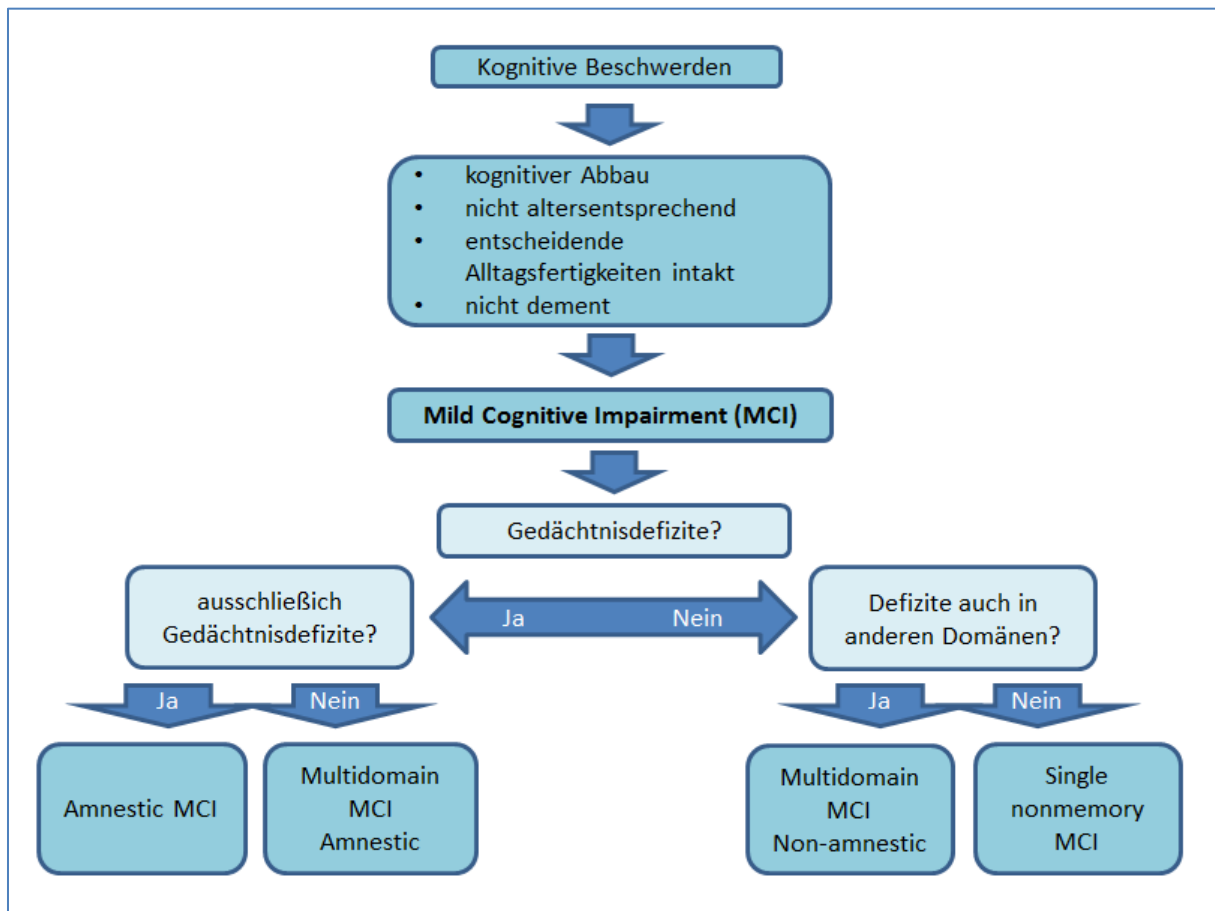 Kognitive Beschwerden
• kognitiver Abbau
• nicht altersentsprechend
• entscheidende
Alltagsfertigkeiten intakt
• nicht dement
Mild Cognitive Impairment (MCI)
Gedächtnisdefizite?
ausschließich
Gedächtnisdefizite?
Ja
Nein
Defizite auch in
anderen Domänen?
Ja
Nein
Ja
Nein
Amnestic MCI
Multidomain
MCI
Amnestic
Multidomain
MCI
Non-amnestic
Single
nonmemory
MCI